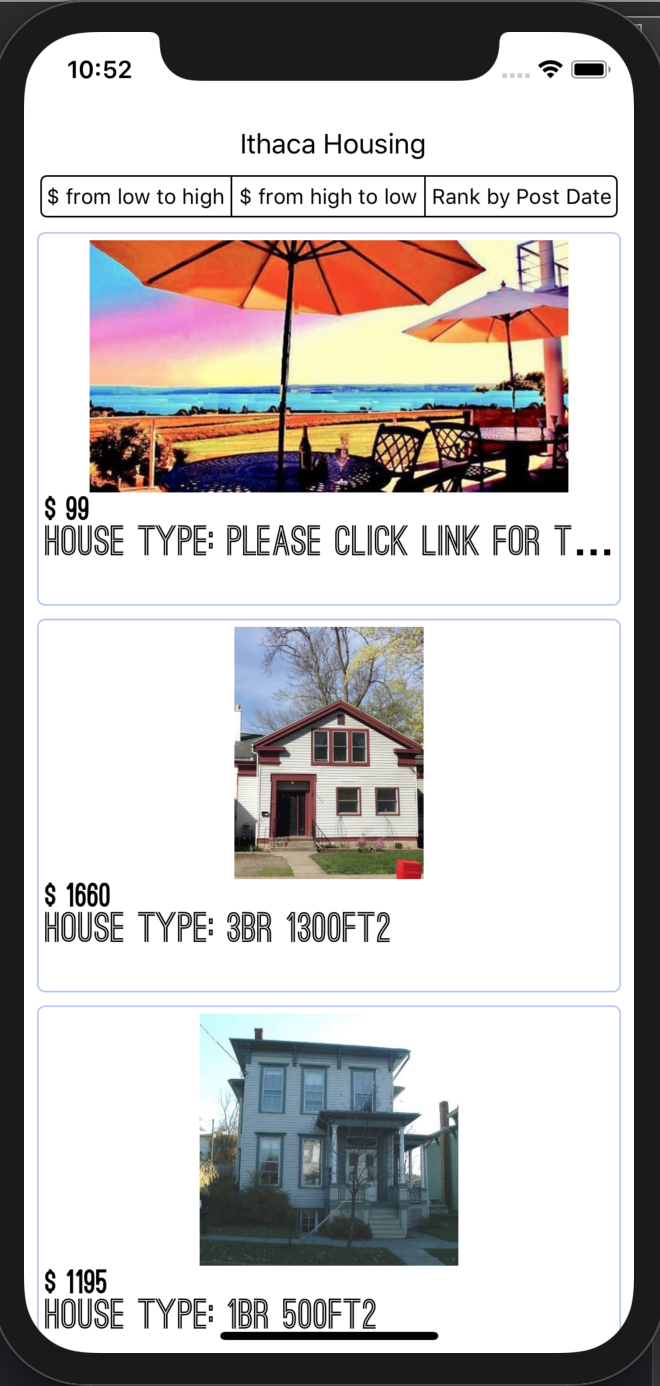 10:52
Ithaca Housing
$ from low to high $ from high to low Rank by Post Date
$ 99
HOUSE TYPE: PLEASE CLICK LINK FOR T...
$ 1660
HOUSE TYPE: 3BR 1300FT2
$ 1195
HOUSE TYPE: 1BR 500FT2